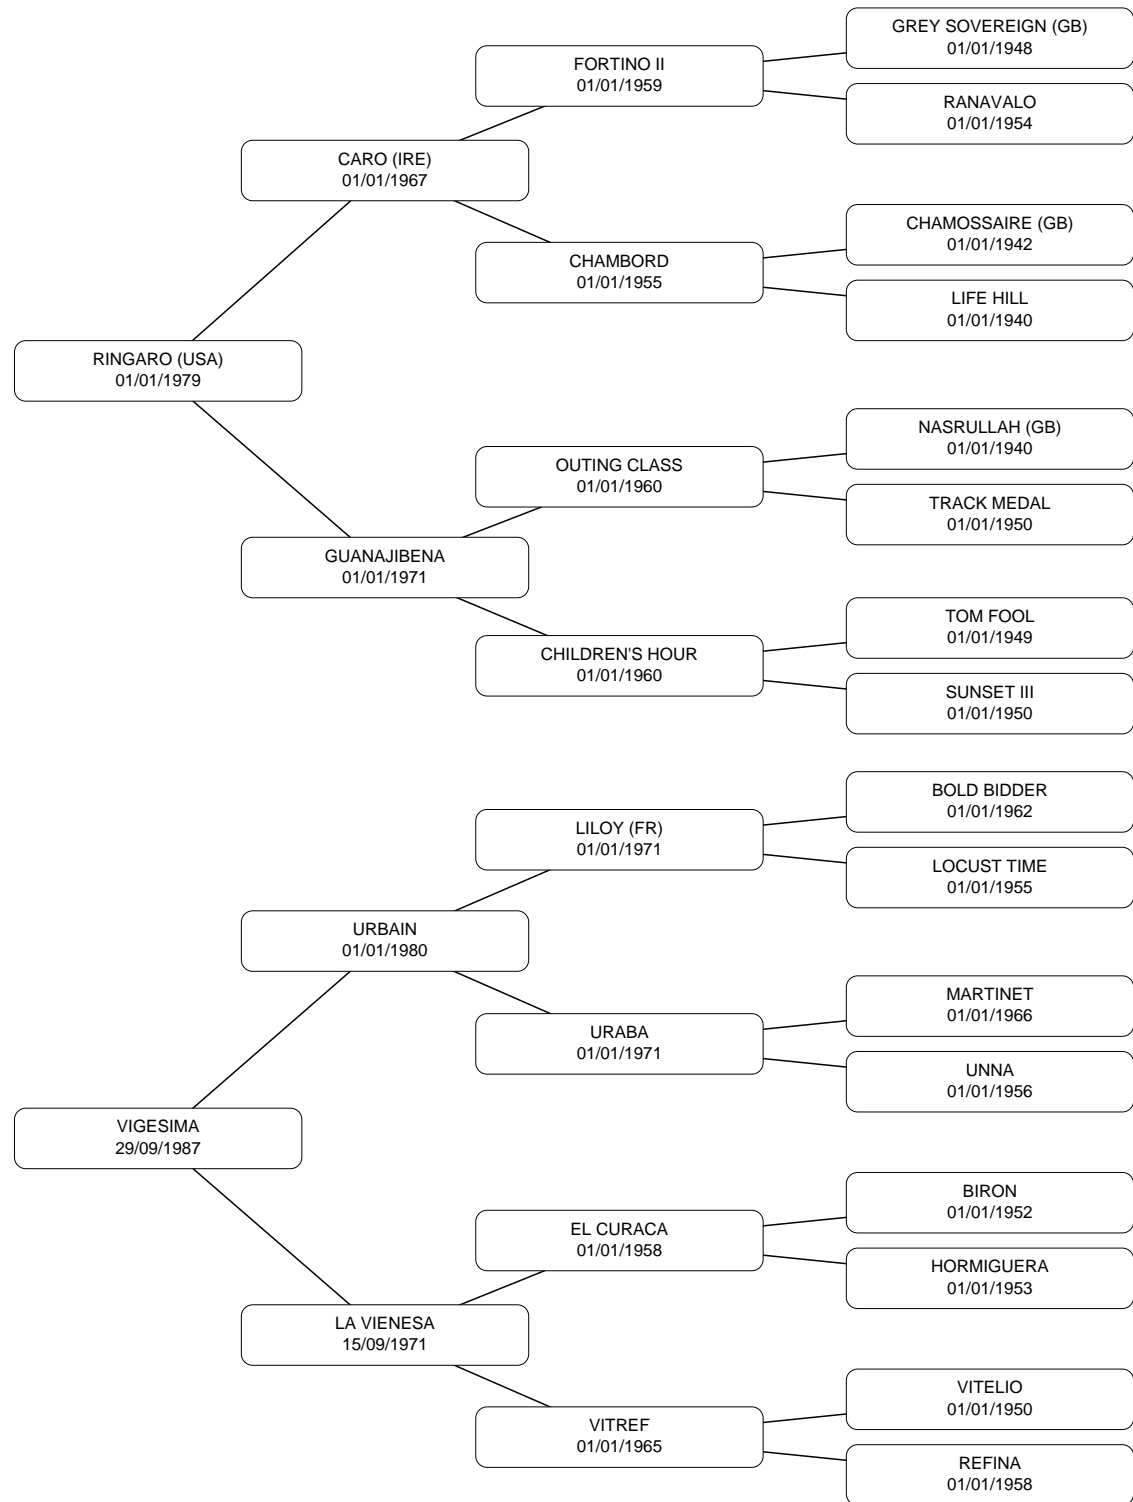 GREY SOVEREIGN (GB)
01/01/1948
FORTINO II
01/01/1959
RANAVALO
01/01/1954
CARO (IRE)
01/01/1967
CHAMOSSAIRE (GB)
01/01/1942
CHAMBORD
01/01/1955
LIFE HILL
01/01/1940
RINGARO (USA)
01/01/1979
NASRULLAH (GB)
01/01/1940
OUTING CLASS
01/01/1960
TRACK MEDAL
01/01/1950
GUANAJIBENA
01/01/1971
TOM FOOL
01/01/1949
CHILDREN'S HOUR
01/01/1960
SUNSET III
01/01/1950
BOLD BIDDER
01/01/1962
LILOY (FR)
01/01/1971
LOCUST TIME
01/01/1955
URBAIN
01/01/1980
MARTINET
01/01/1966
URABA
01/01/1971
UNNA
01/01/1956
VIGESIMA
29/09/1987
BIRON
01/01/1952
EL CURACA
01/01/1958
HORMIGUERA
01/01/1953
LA VIENESA
15/09/1971
VITELIO
01/01/1950
VITREF
01/01/1965
REFINA
01/01/1958